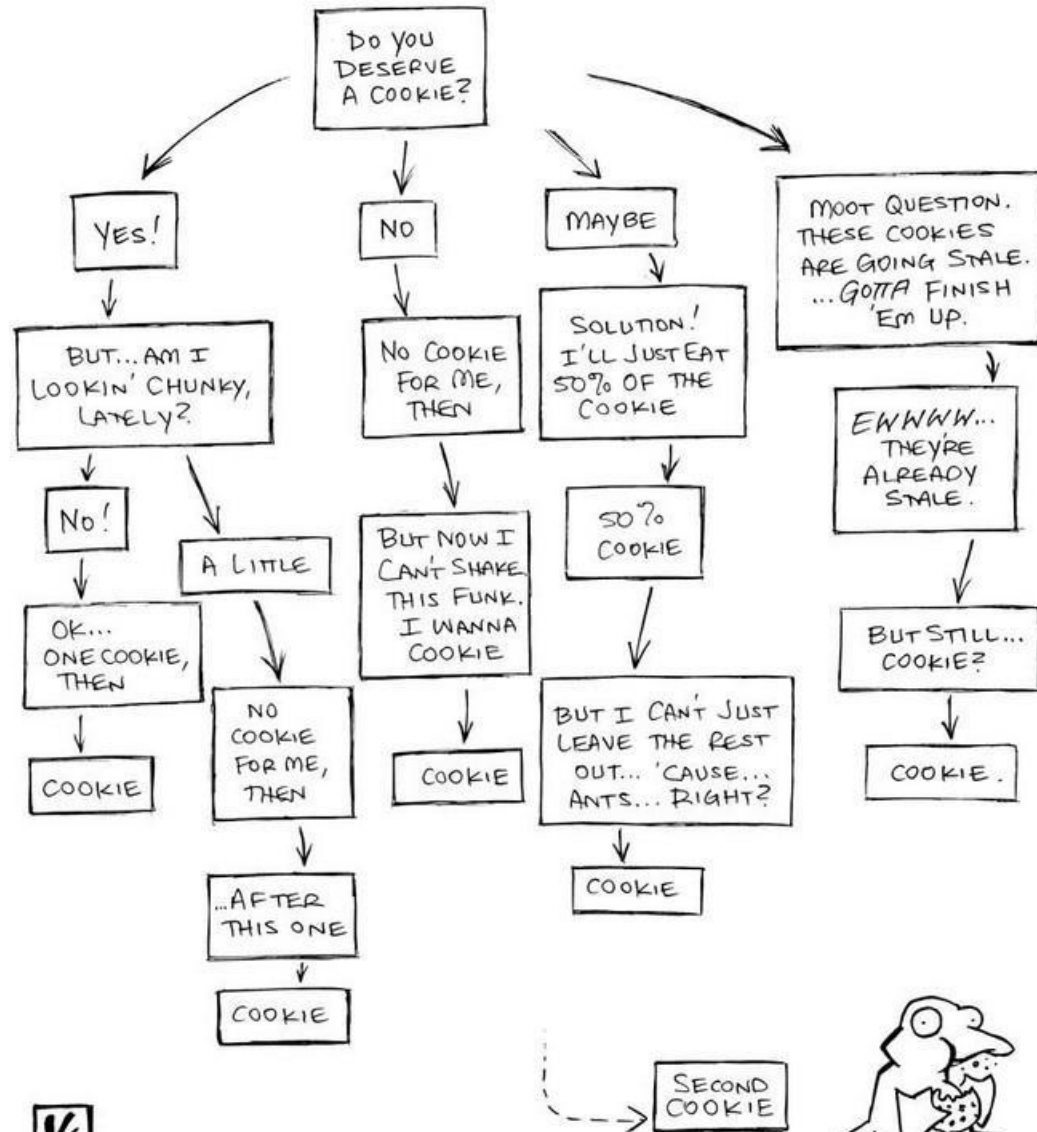 DO YOU
DESERVE
A COOKIE?
YES!
BUT...AM I
LOOKIN' CHUNKY,
LATELY?
NO!
OK...
ONE COOKIE,
THEN
COOKIE
A LITTLE
NO
COOKIE
FOR ME,
THEN
...AFTER
THIS ONE
COOKIE
NO
NO COOKIE
FOR ME,
THEN
BUT NOW I
CAN'T SHAKE
THIS FUNK.
I WANNA
COOKIE
COOKIE
MAYBE
SOLUTION!
I'LL JUST EAT
50% OF THE
COOKIE
50%
COOKIE
BUT I CAN'T JUST
LEAVE THE REST
OUT... 'CAUSE...
ANTS... RIGHT?
COOKIE
MOOT QUESTION.
THESE COOKIES
ARE GOING STALE.
...GOTTA FINISH
'EM UP.
EWWWW...
THEY'RE
ALREADY
STALE.
BUT STILL...
COOKIE?
COOKIE.
SECOND
COOKIE